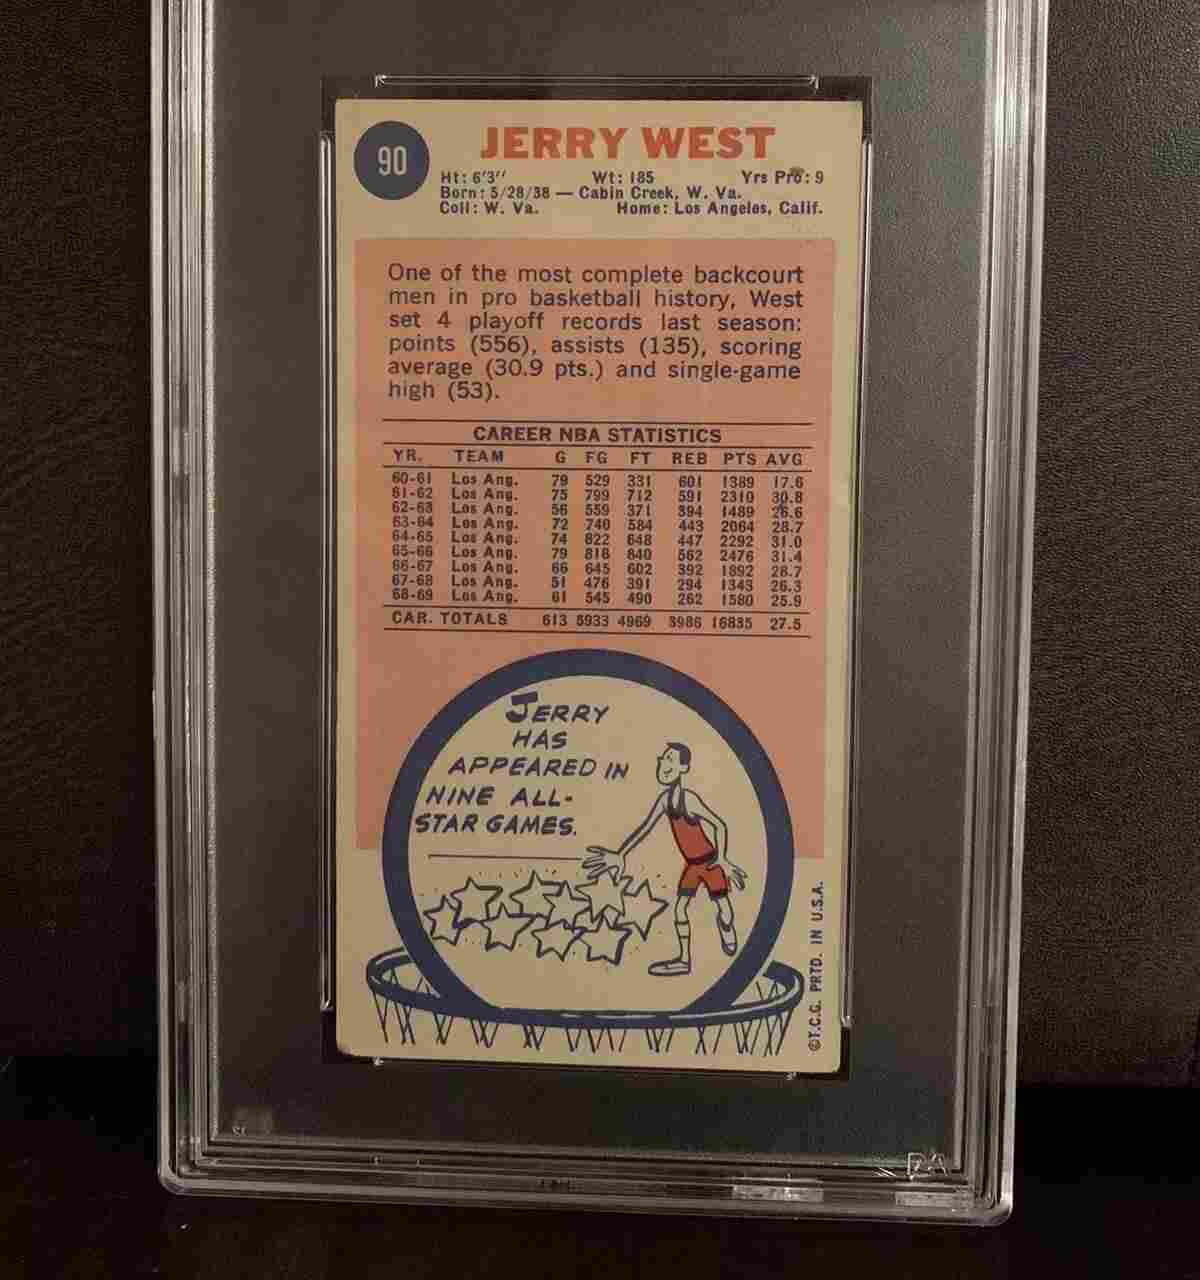 90
JERRY WEST
Ht: 6'3" Wt: 185 Yrs Pro: 9
Born: 5/28/38 — Cabin Creek, W. Va.
Coll: W. Va. Home: Los Angeles, Calif.
One of the most complete backcourt
men in pro basketball history, West
set 4 playoff records last season:
points (556), assists (135), scoring
average (30.9 pts.) and single-game
high (53).
CAREER NBA STATISTICS
YR. TEAM G FG FT REB PTS AVG
60-61 Los Ang. 79 529 331 601 1389 17.6
61-62 Los Ang. 75 799 712 591 2310 30.8
62-63 Los Ang. 56 559 371 394 1489 26.6
63-64 Los Ang. 72 740 584 443 2064 28.7
64-65 Los Ang. 74 822 648 447 2292 31.0
65-66 Los Ang. 79 818 840 562 2476 31.4
66-67 Los Ang. 66 645 602 392 1892 28.7
67-68 Los Ang. 51 476 391 294 1343 26.3
68-69 Los Ang. 61 545 490 262 1580 25.9
CAR. TOTALS 613 5933 4969 3986 16835 27.5
JERRY
HAS
APPEARED IN
NINE ALL-
STAR GAMES.
©T.C.G. PRTD. IN U.S.A.